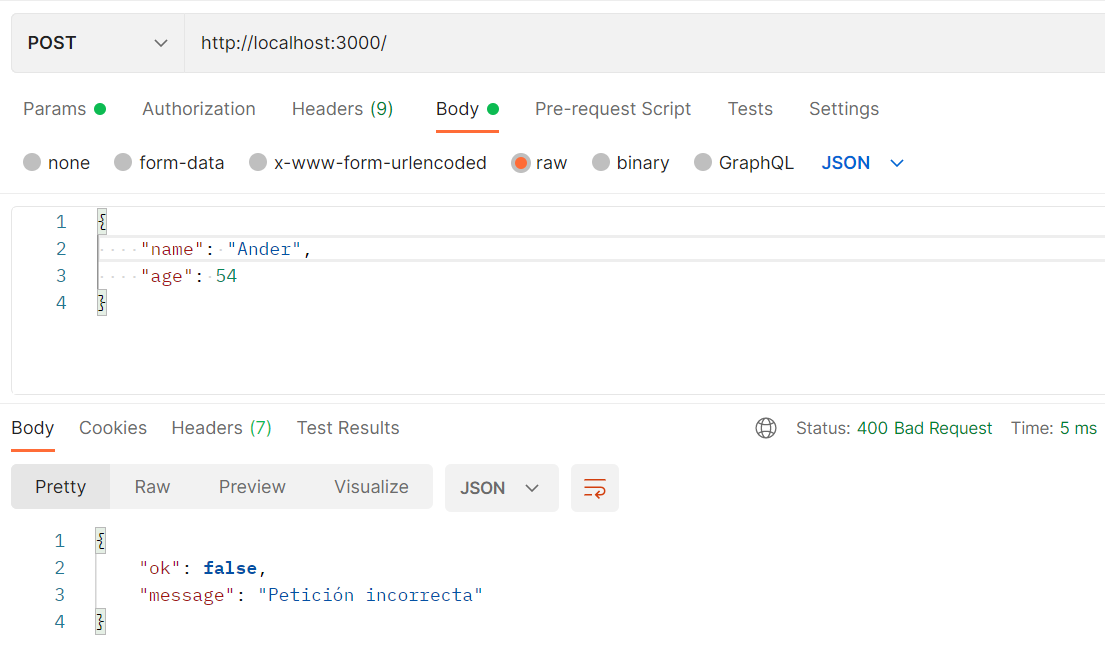 POST http://localhost:3000/
Params Authorization Headers (9) Body Pre-request Script Tests Settings
none form-data x-www-form-urlencoded raw binary GraphQL JSON
1 {
2 "name": "Ander",
3 "age": 54
4 }
Body Cookies Headers (7) Test Results Status: 400 Bad Request Time: 5 ms
Pretty Raw Preview Visualize JSON
1 {
2 "ok": false,
3 "message": "Petición incorrecta"
4 }